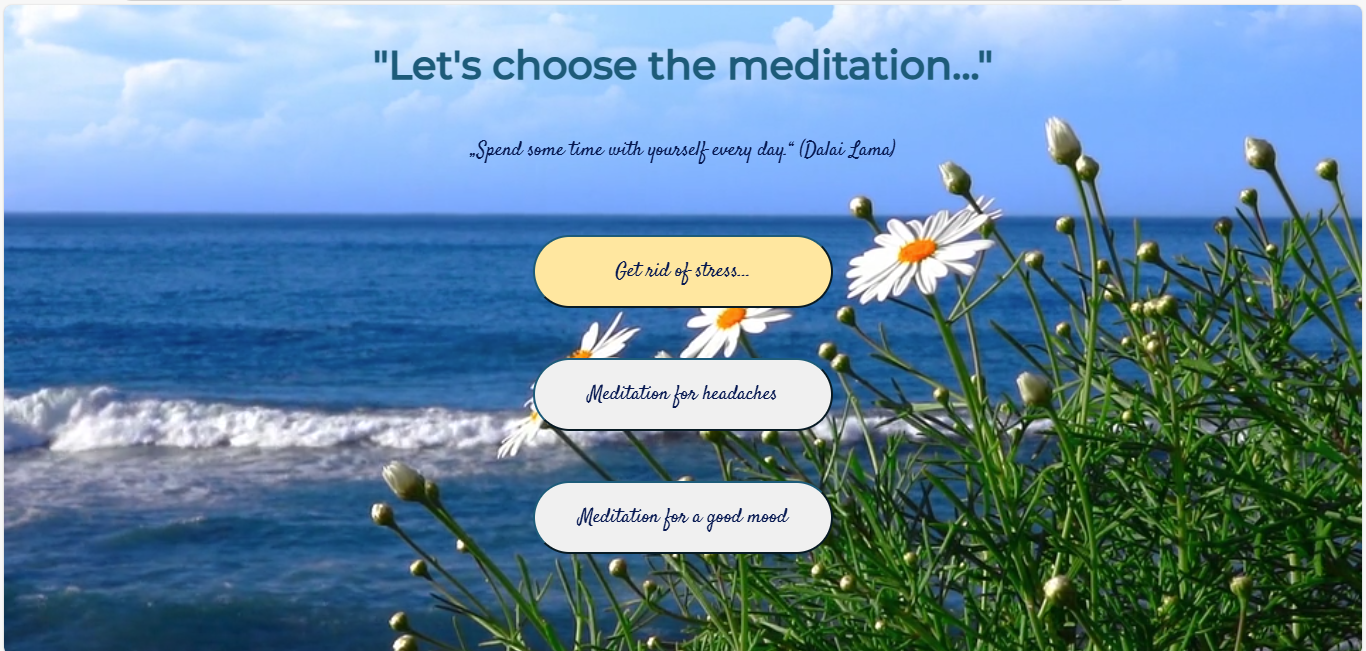 "Let's choose the meditation..."
„Spend some time with yourself every day.“ (Dalai Lama)
Get rid of stress...
Meditation for headaches
Meditation for a good mood